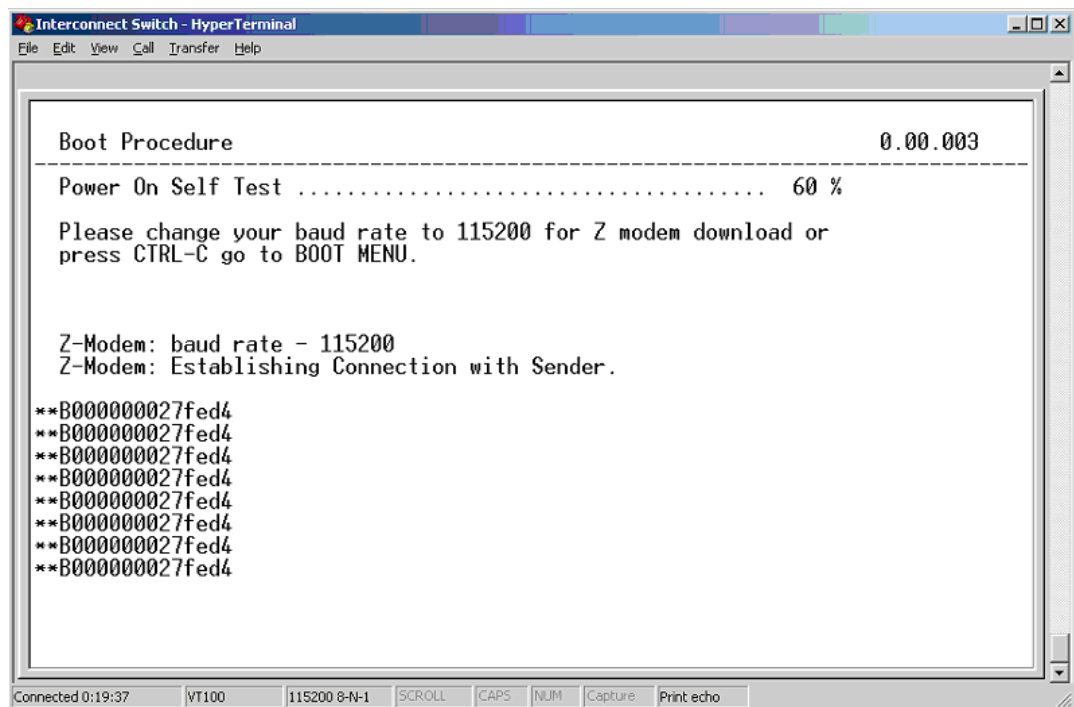 Interconnect Switch - HyperTerminal
File Edit View Call Transfer Help
Boot Procedure 0.00.003
--------------------------------------------------------------------------------
Power On Self Test ...................................... 60 %
Please change your baud rate to 115200 for Z modem download or
press CTRL-C go to BOOT MENU.
Z-Modem: baud rate - 115200
Z-Modem: Establishing Connection with Sender.
**B000000027fed4
**B000000027fed4
**B000000027fed4
**B000000027fed4
**B000000027fed4
**B000000027fed4
**B000000027fed4
**B000000027fed4
Connected 0:19:37 VT100 115200 8-N-1 SCROLL CAPS NUM Capture Print echo